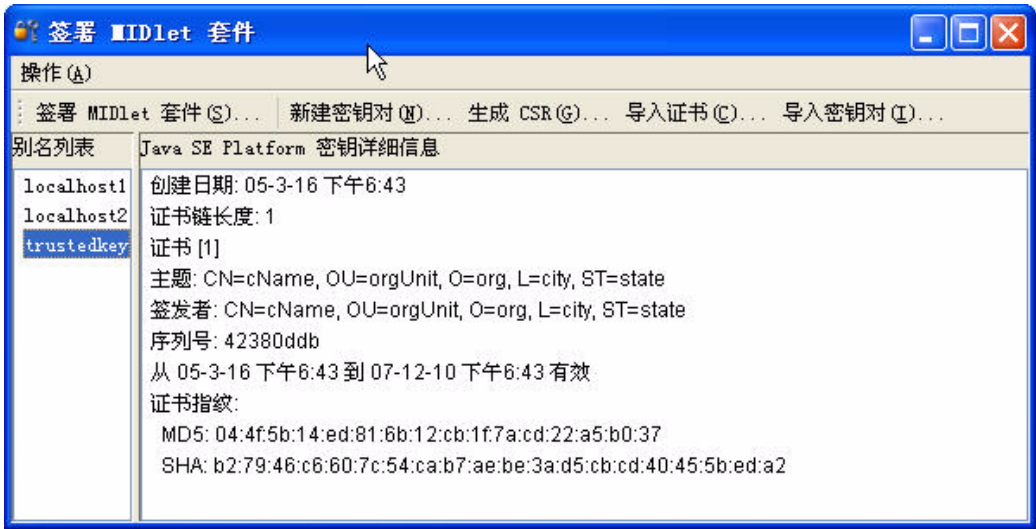 签署 MIDlet 套件
操作(A)
签署 MIDlet 套件(S)... 新建密钥对(N)... 生成 CSR(G)... 导入证书(C)... 导入密钥对(I)...
别名列表 Java SE Platform 密钥详细信息
localhost1
localhost2
trustedkey
创建日期: 05-3-16 下午6:43
证书链长度: 1
证书 [1]
主题: CN=cName, OU=orgUnit, O=org, L=city, ST=state
签发者: CN=cName, OU=orgUnit, O=org, L=city, ST=state
序列号: 42380ddb
从 05-3-16 下午6:43 到 07-12-10 下午6:43 有效
证书指纹:
MD5: 04:4f:5b:14:ed:81:6b:12:cb:1f:7a:cd:22:a5:b0:37
SHA: b2:79:46:c6:60:7c:54:ca:b7:ae:be:3a:d5:cb:cd:40:45:5b:ed:a2